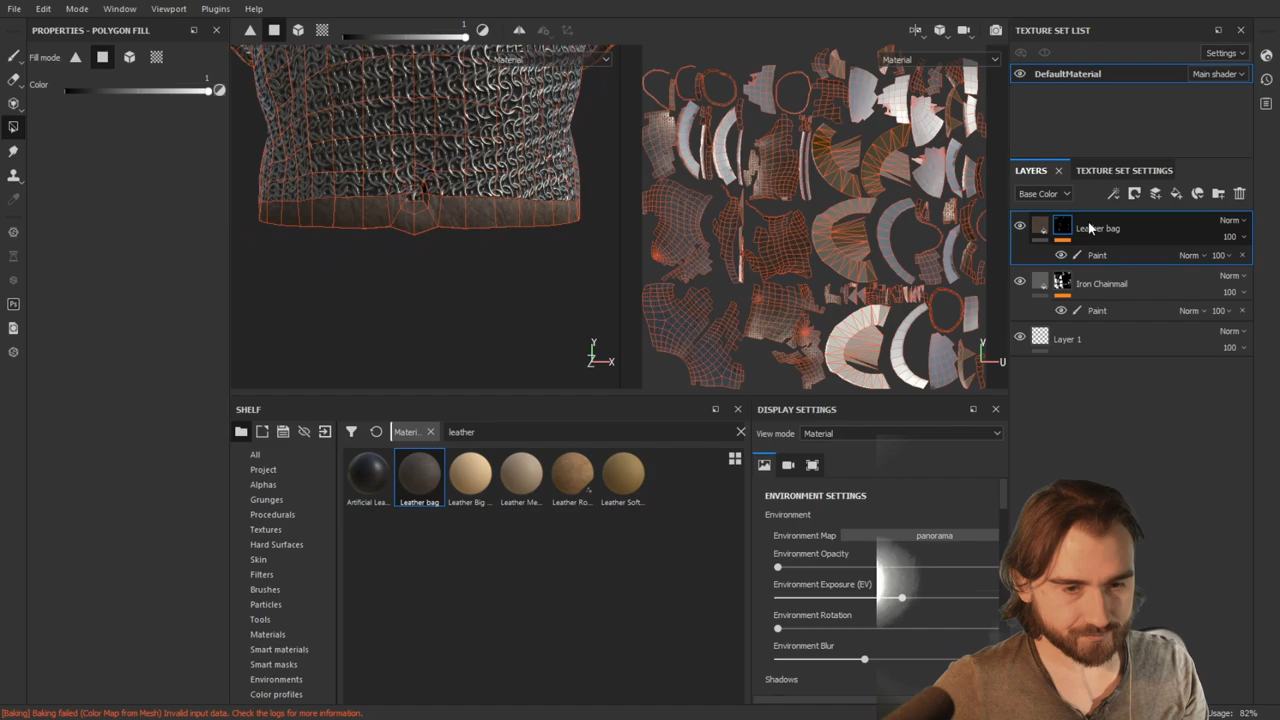 File Edit Mode Window Viewport Plugins Help
PROPERTIES - POLYGON FILL
Fill mode
Color
1
1
Material
Material
Y
Z X
V
U
TEXTURE SET LIST
Settings
DefaultMaterial
Main shader
LAYERS
TEXTURE SET SETTINGS
Base Color
Leather bag
Norm
100
Paint
Norm
100
Iron Chainmail
Norm
100
Paint
Norm
100
Layer 1
Norm
100
SHELF
Materi...
leather
All
Project
Alphas
Grunges
Procedurals
Textures
Hard Surfaces
Skin
Filters
Brushes
Particles
Tools
Materials
Smart materials
Smart masks
Environments
Color profiles
Artificial Lea...
Leather bag
Leather Big ...
Leather Me...
Leather Ro...
Leather Soft...
DISPLAY SETTINGS
View mode
Material
ENVIRONMENT SETTINGS
Environment
Environment Map
panorama
Environment Opacity
Environment Exposure (EV)
Environment Rotation
Environment Blur
Shadows
Ps
[Baking] Baking failed (Color Map from Mesh) Invalid input data. Check the logs for more information.
Usage: 82%